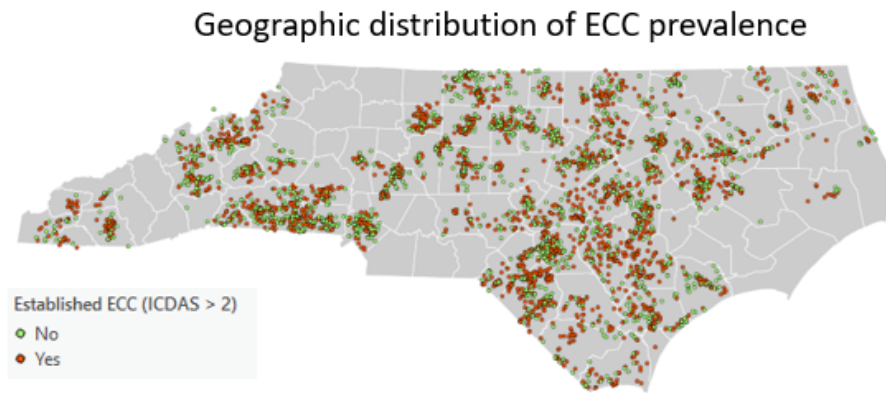 Geographic distribution of ECC prevalence
Established ECC (ICDAS > 2)
No
Yes